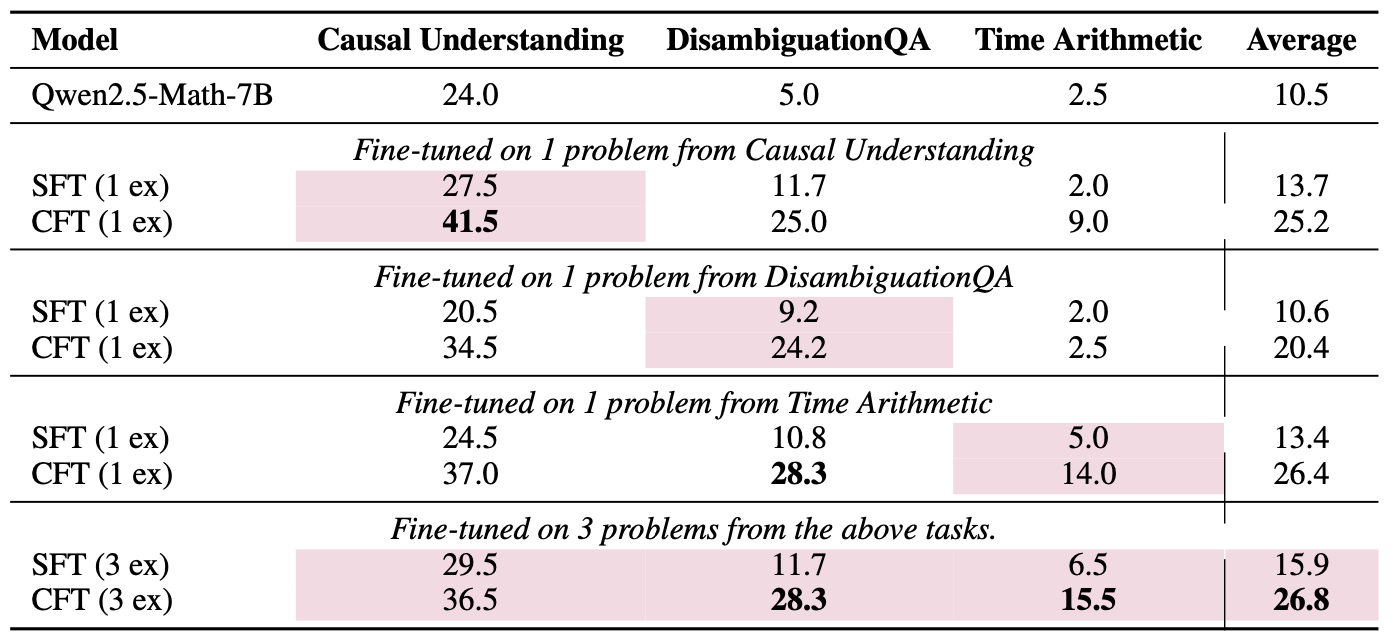 Model Causal Understanding DisambiguationQA Time Arithmetic Average
Qwen2.5-Math-7B 24.0 5.0 2.5 10.5
Fine-tuned on 1 problem from Causal Understanding
SFT (1 ex) 27.5 11.7 2.0 13.7
CFT (1 ex) 41.5 25.0 9.0 25.2
Fine-tuned on 1 problem from DisambiguationQA
SFT (1 ex) 20.5 9.2 2.0 10.6
CFT (1 ex) 34.5 24.2 2.5 20.4
Fine-tuned on 1 problem from Time Arithmetic
SFT (1 ex) 24.5 10.8 5.0 13.4
CFT (1 ex) 37.0 28.3 14.0 26.4
Fine-tuned on 3 problems from the above tasks.
SFT (3 ex) 29.5 11.7 6.5 15.9
CFT (3 ex) 36.5 28.3 15.5 26.8